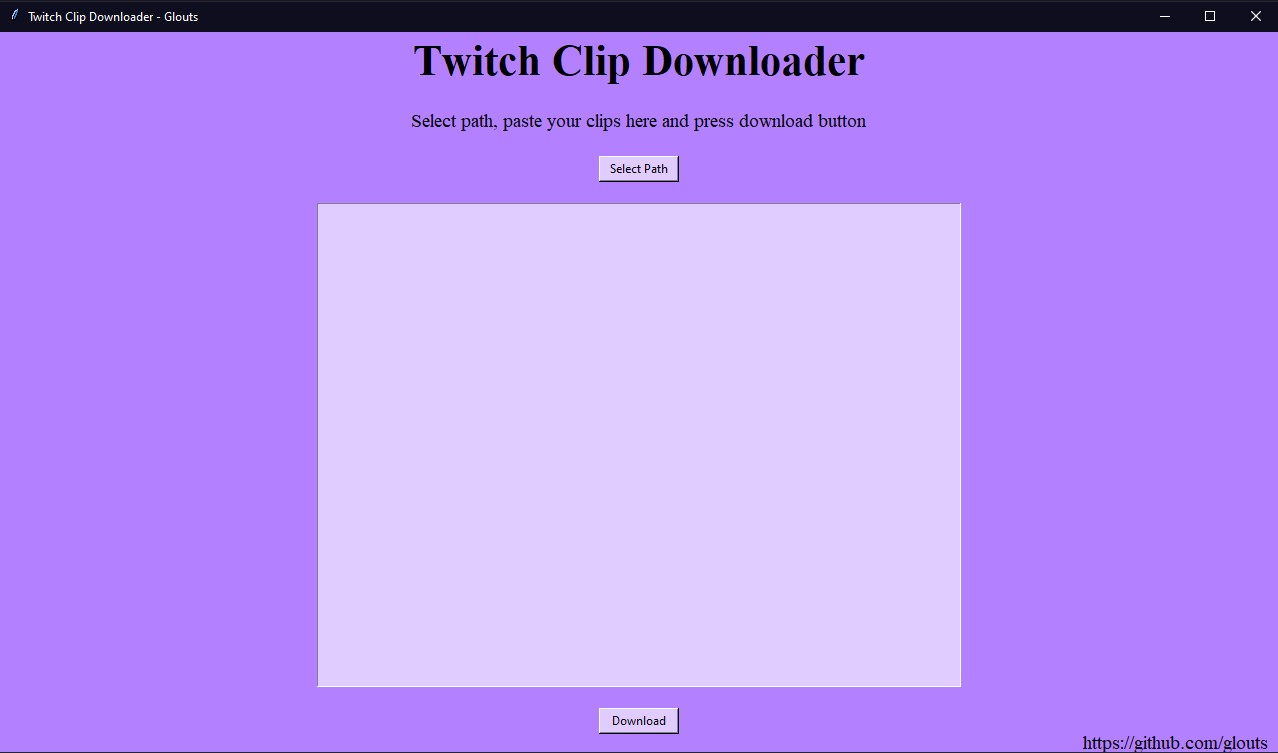 Twitch Clip Downloader - Glouts
Twitch Clip Downloader
Select path, paste your clips here and press download button
Select Path
Download
https://github.com/glouts